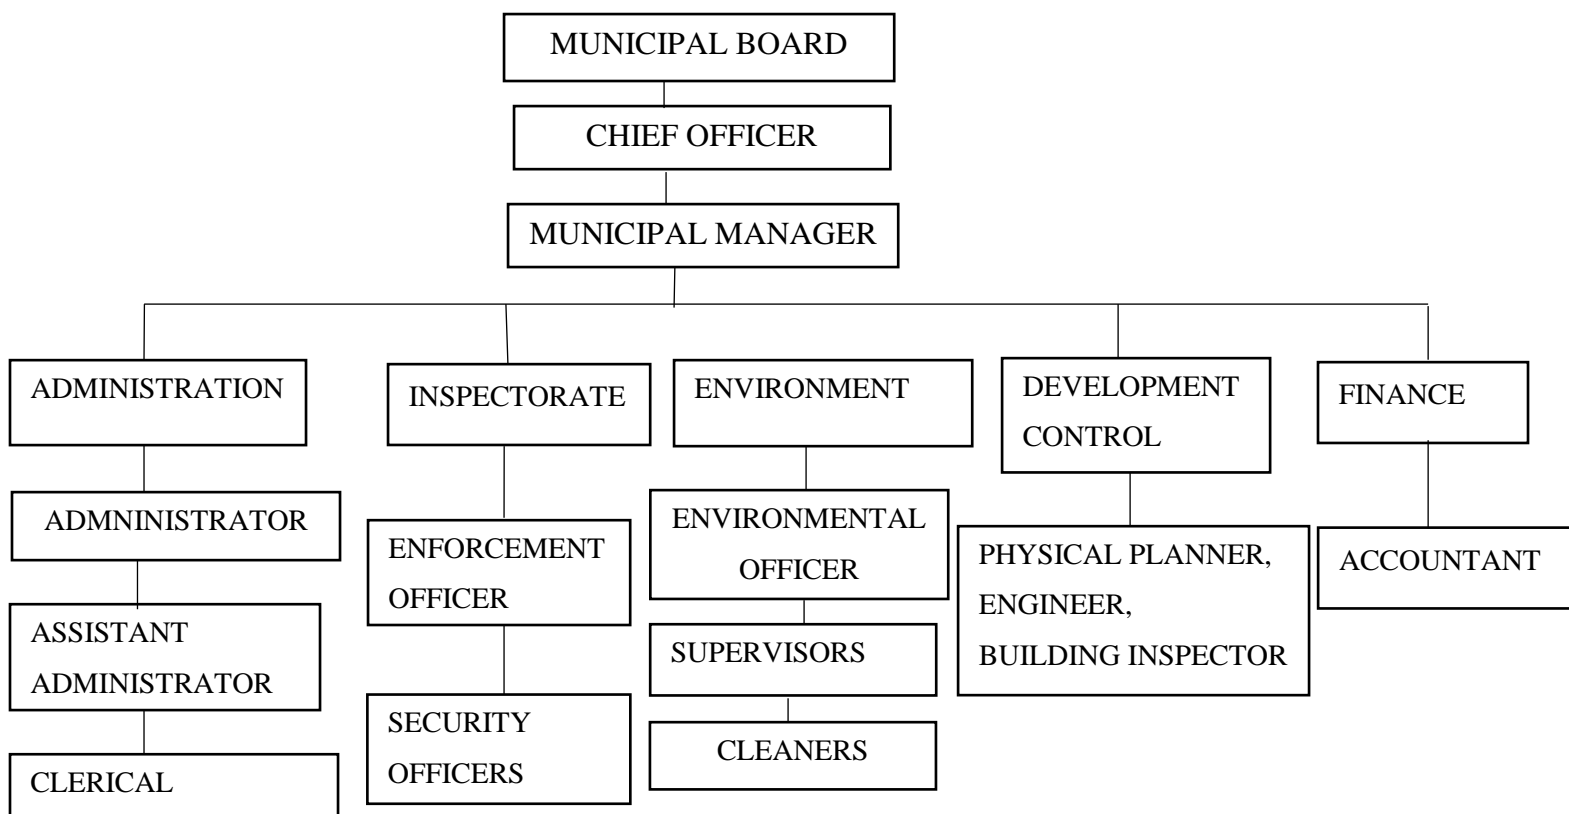 MUNICIPAL BOARD
CHIEF OFFICER
MUNICIPAL MANAGER
ADMINISTRATION
INSPECTORATE
ENVIRONMENT
DEVELOPMENT
CONTROL
FINANCE
ADMNINISTRATOR
ENFORCEMENT
OFFICER
ENVIRONMENTAL
OFFICER
PHYSICAL PLANNER,
ENGINEER,
BUILDING INSPECTOR
ACCOUNTANT
ASSISTANT
ADMINISTRATOR
SUPERVISORS
SECURITY
OFFICERS
CLEANERS
CLERICAL